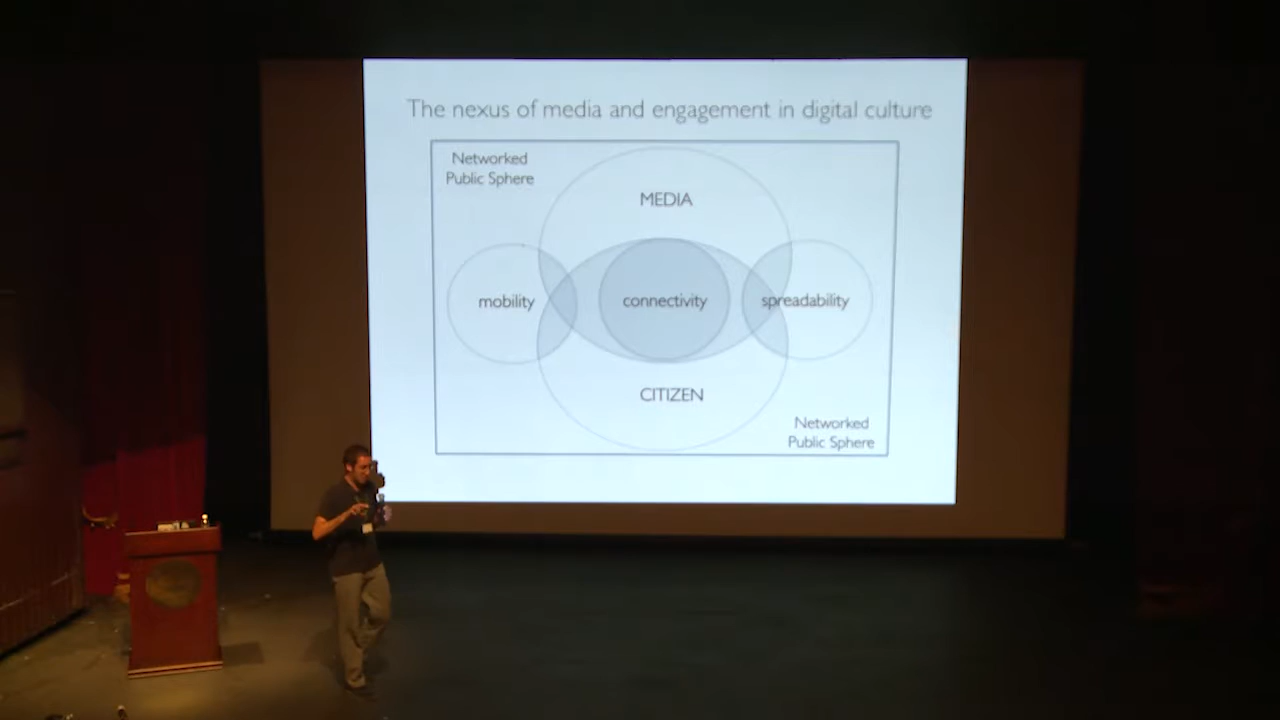 The nexus of media and engagement in digital culture
Networked
Public Sphere
MEDIA
mobility
connectivity
spreadability
CITIZEN
Networked
Public Sphere